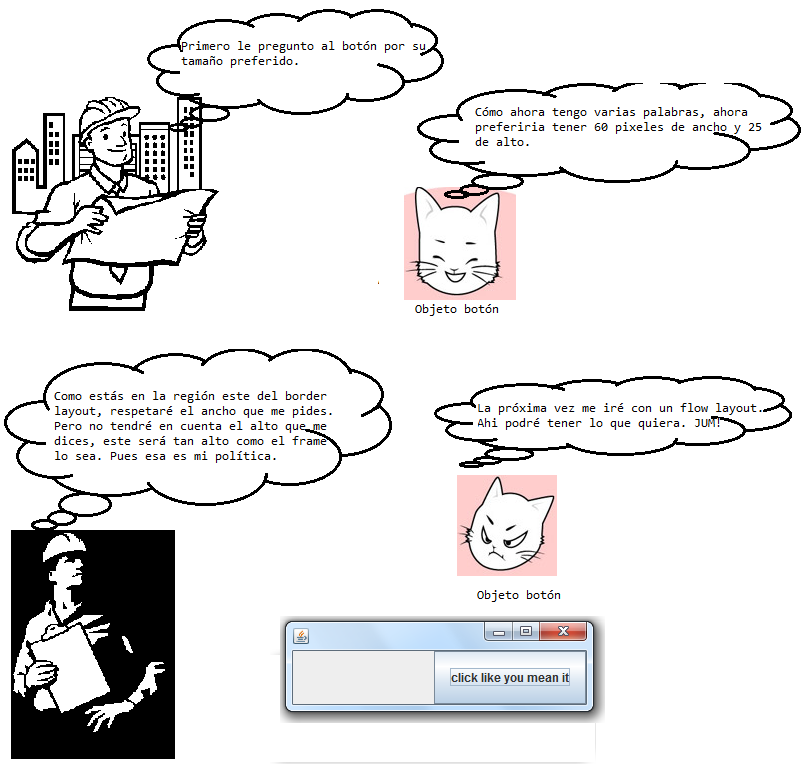 Primero le pregunto al botón por su
tamaño preferido.
Cómo ahora tengo varias palabras, ahora
preferiria tener 60 pixeles de ancho y 25
de alto.
Objeto botón
Como estás en la región este del border
layout, respetaré el ancho que me pides.
Pero no tendré en cuenta el alto que me
dices, este será tan alto como el frame
lo sea. Pues esa es mi política.
La próxima vez me iré con un flow layout.
Ahi podré tener lo que quiera. JUM!
Objeto botón
click like you mean it